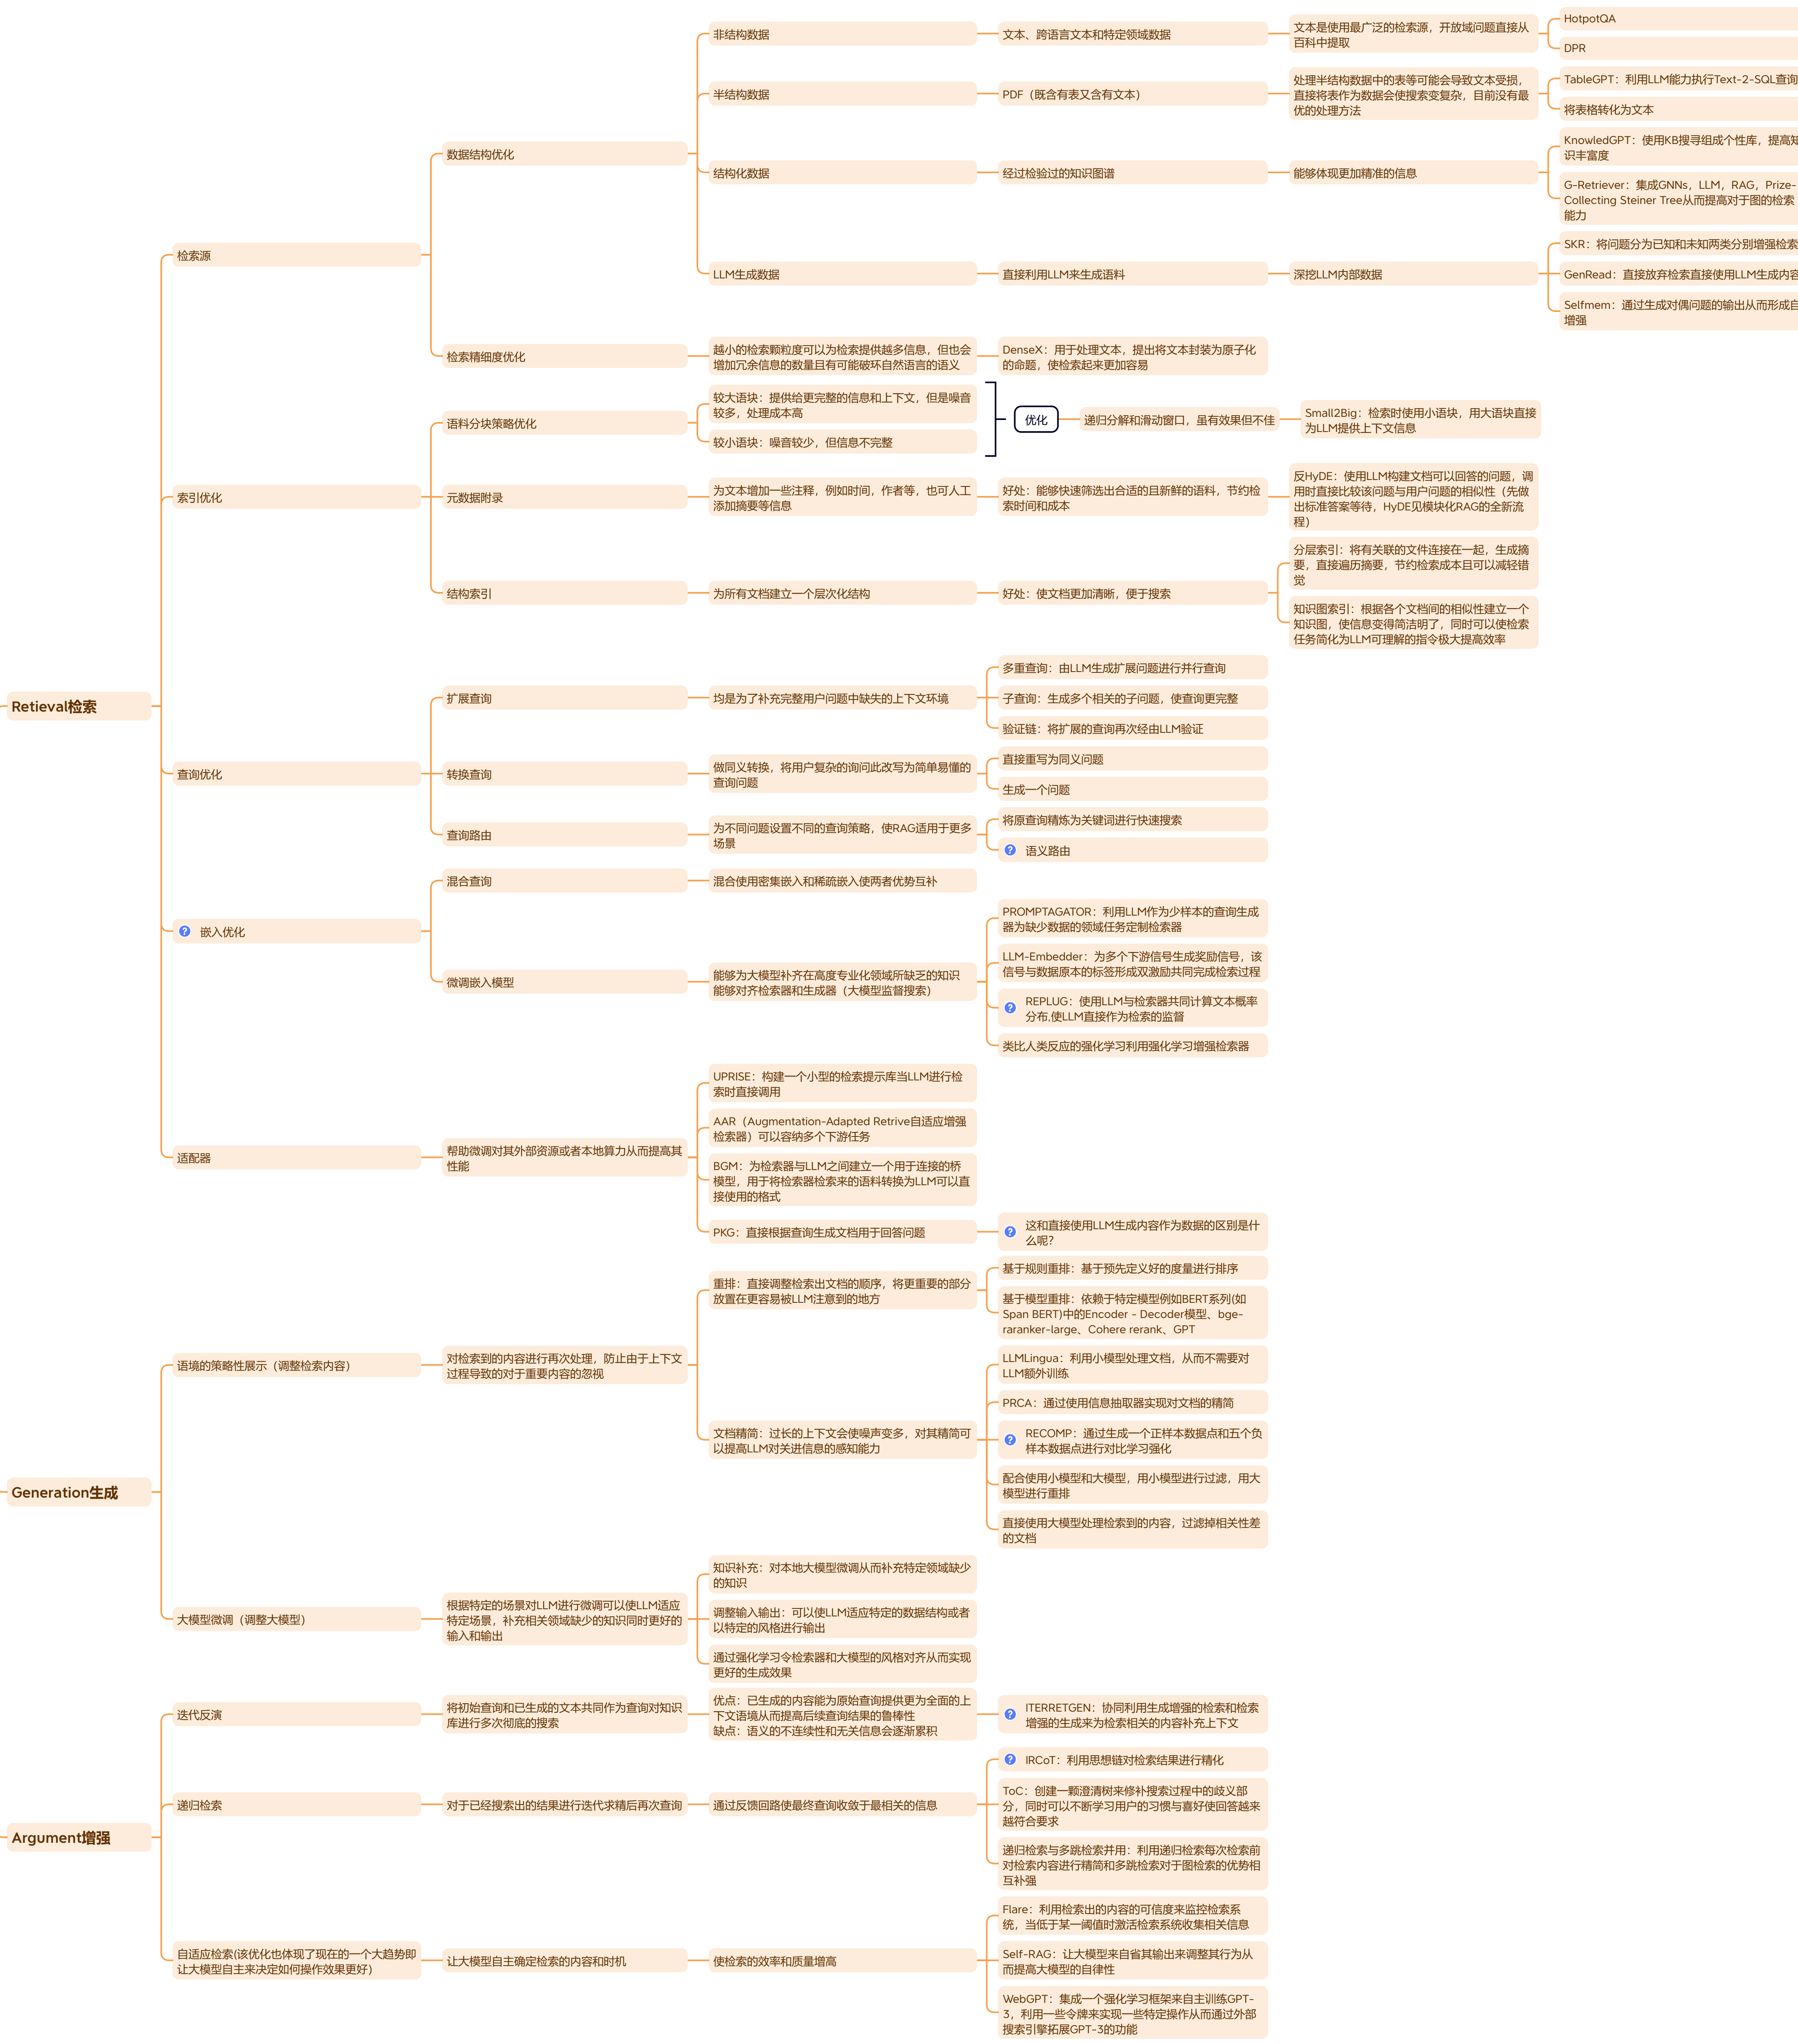 Retieval检索
检索源
数据结构优化
非结构数据
文本、跨语言文本和特定领域数据
文本是使用最广泛的检索源，开放域问题直接从
百科中提取
HotpotQA
DPR
半结构数据
PDF（既含有表又含有文本）
处理半结构数据中的表等可能会导致文本受损，
直接将表作为数据会使搜索变复杂，目前没有最
优的处理方法
TableGPT：利用LLM能力执行Text-2-SQL查询
将表格转化为文本
结构化数据
经过检验过的知识图谱
能够体现更加精准的信息
KnowledGPT：使用KB搜寻组成个性库，提高知
识丰富度
G-Retriever：集成GNNs，LLM，RAG，Prize-
Collecting Steiner Tree从而提高对于图的检索
能力
LLM生成数据
直接利用LLM来生成语料
深挖LLM内部数据
SKR：将问题分为已知和未知两类分别增强检索
GenRead：直接放弃检索直接使用LLM生成内容
Selfmem：通过生成对偶问题的输出从而形成自
增强
检索精细度优化
越小的检索颗粒度可以为检索提供越多信息，但也会
增加冗余信息的数量且有可能破环自然语言的语义
DenseX：用于处理文本，提出将文本封装为原子化
的命题，使检索起来更加容易
索引优化
语料分块策略优化
较大语块：提供给更完整的信息和上下文，但是噪音
较多，处理成本高
较小语块：噪音较少，但信息不完整
优化
递归分解和滑动窗口，虽有效果但不佳
Small2Big：检索时使用小语块，用大语块直接
为LLM提供上下文信息
元数据附录
为文本增加一些注释，例如时间，作者等，也可人工
添加摘要等信息
好处：能够快速筛选出合适的且新鲜的语料，节约检
索时间和成本
反HyDE：使用LLM构建文档可以回答的问题，调
用时直接比较该问题与用户问题的相似性（先做
出标准答案等待，HyDE见模块化RAG的全新流
程）
结构索引
为所有文档建立一个层次化结构
好处：使文档更加清晰，便于搜索
分层索引：将有关联的文件连接在一起，生成摘
要，直接遍历摘要，节约检索成本且可以减轻错
觉
知识图索引：根据各个文档间的相似性建立一个
知识图，使信息变得简洁明了，同时可以使检索
任务简化为LLM可理解的指令极大提高效率
查询优化
扩展查询
均是为了补充完整用户问题中缺失的上下文环境
多重查询：由LLM生成扩展问题进行并行查询
子查询：生成多个相关的子问题，使查询更完整
验证链：将扩展的查询再次经由LLM验证
转换查询
做同义转换，将用户复杂的询问此改写为简单易懂的
查询问题
直接重写为同义问题
生成一个问题
查询路由
为不同问题设置不同的查询策略，使RAG适用于更多
场景
将原查询精炼为关键词进行快速搜索
? 语义路由
? 嵌入优化
混合查询
混合使用密集嵌入和稀疏嵌入使两者优势互补
微调嵌入模型
能够为大模型补齐在高度专业化领域所缺乏的知识
能够对齐检索器和生成器（大模型监督搜索）
PROMPTAGATOR：利用LLM作为少样本的查询生成
器为缺少数据的领域任务定制检索器
LLM-Embedder：为多个下游信号生成奖励信号，该
信号与数据原本的标签形成双激励共同完成检索过程
? REPLUG：使用LLM与检索器共同计算文本概率
分布,使LLM直接作为检索的监督
类比人类反应的强化学习利用强化学习增强检索器
适配器
帮助微调对其外部资源或者本地算力从而提高其
性能
UPRISE：构建一个小型的检索提示库当LLM进行检
索时直接调用
AAR（Augmentation-Adapted Retrive自适应增强
检索器）可以容纳多个下游任务
BGM：为检索器与LLM之间建立一个用于连接的桥
模型，用于将检索器检索来的语料转换为LLM可以直
接使用的格式
PKG：直接根据查询生成文档用于回答问题
? 这和直接使用LLM生成内容作为数据的区别是什
么呢？
Generation生成
语境的策略性展示（调整检索内容）
对检索到的内容进行再次处理，防止由于上下文
过程导致的对于重要内容的忽视
重排：直接调整检索出文档的顺序，将更重要的部分
放置在更容易被LLM注意到的地方
基于规则重排：基于预先定义好的度量进行排序
基于模型重排：依赖于特定模型例如BERT系列(如
Span BERT)中的Encoder - Decoder模型、bge-
raranker-large、Cohere rerank、GPT
文档精简：过长的上下文会使噪声变多，对其精简可
以提高LLM对关进信息的感知能力
LLMLingua：利用小模型处理文档，从而不需要对
LLM额外训练
PRCA：通过使用信息抽取器实现对文档的精简
? RECOMP：通过生成一个正样本数据点和五个负
样本数据点进行对比学习强化
配合使用小模型和大模型，用小模型进行过滤，用大
模型进行重排
直接使用大模型处理检索到的内容，过滤掉相关性差
的文档
大模型微调（调整大模型）
根据特定的场景对LLM进行微调可以使LLM适应
特定场景，补充相关领域缺少的知识同时更好的
输入和输出
知识补充：对本地大模型微调从而补充特定领域缺少
的知识
调整输入输出：可以使LLM适应特定的数据结构或者
以特定的风格进行输出
通过强化学习令检索器和大模型的风格对齐从而实现
更好的生成效果
Argument增强
迭代反演
将初始查询和已生成的文本共同作为查询对知识
库进行多次彻底的搜索
优点：已生成的内容能为原始查询提供更为全面的上
下文语境从而提高后续查询结果的鲁棒性
缺点：语义的不连续性和无关信息会逐渐累积
? ITERRETGEN：协同利用生成增强的检索和检索
增强的生成来为检索相关的内容补充上下文
递归检索
对于已经搜索出的结果进行迭代求精后再次查询
通过反馈回路使最终查询收敛于最相关的信息
? IRCoT：利用思想链对检索结果进行精化
ToC：创建一颗澄清树来修补搜索过程中的歧义部
分，同时可以不断学习用户的习惯与喜好使回答越来
越符合要求
递归检索与多跳检索并用：利用递归检索每次检索前
对检索内容进行精简和多跳检索对于图检索的优势相
互补强
自适应检索(该优化也体现了现在的一个大趋势即
让大模型自主来决定如何操作效果更好）
让大模型自主确定检索的内容和时机
使检索的效率和质量增高
Flare：利用检索出的内容的可信度来监控检索系
统，当低于某一阈值时激活检索系统收集相关信息
Self-RAG：让大模型来自省其输出来调整其行为从
而提高大模型的自律性
WebGPT：集成一个强化学习框架来自主训练GPT-
3，利用一些令牌来实现一些特定操作从而通过外部
搜索引擎拓展GPT-3的功能